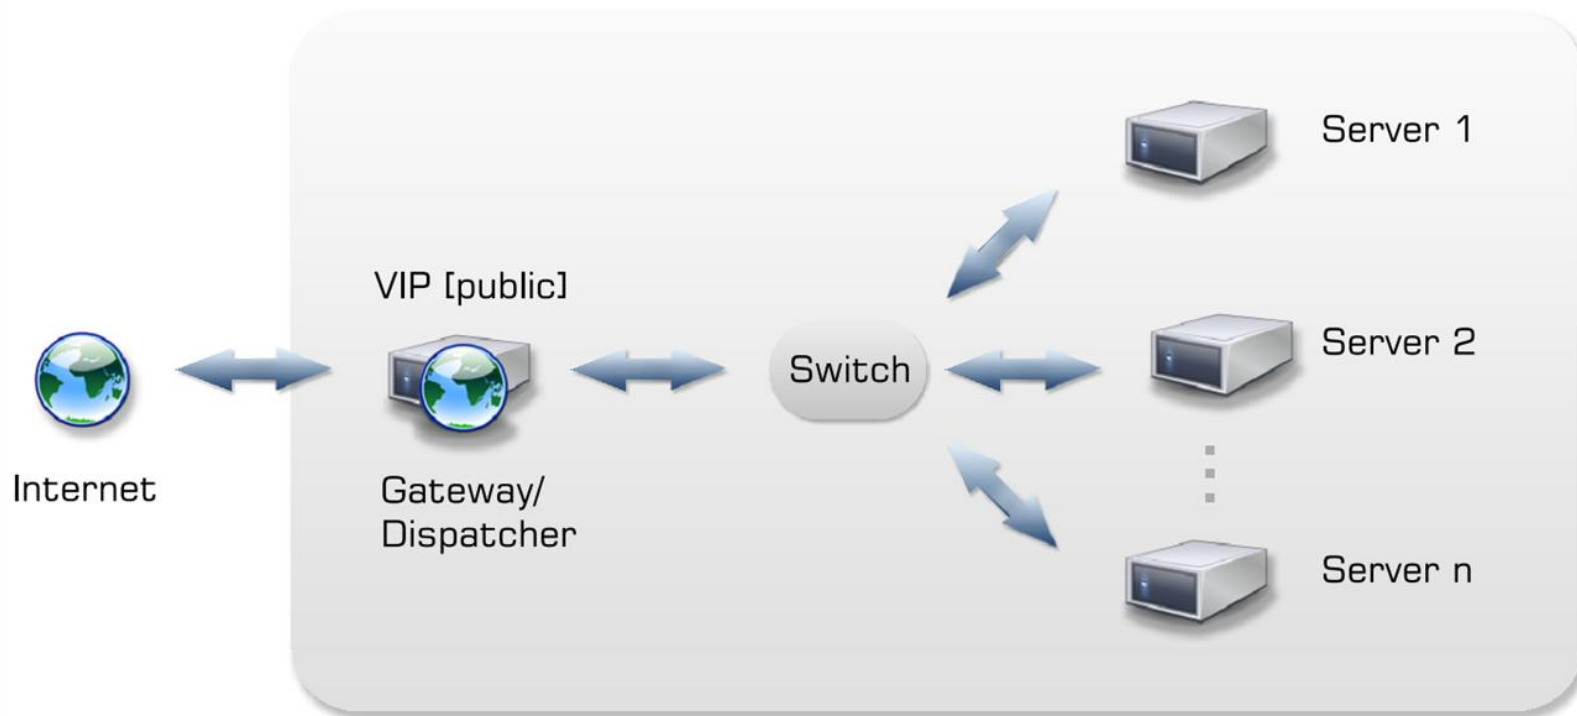 Server 1
VIP [public]
Server 2
Switch
Internet
Gateway/
Dispatcher
Server n